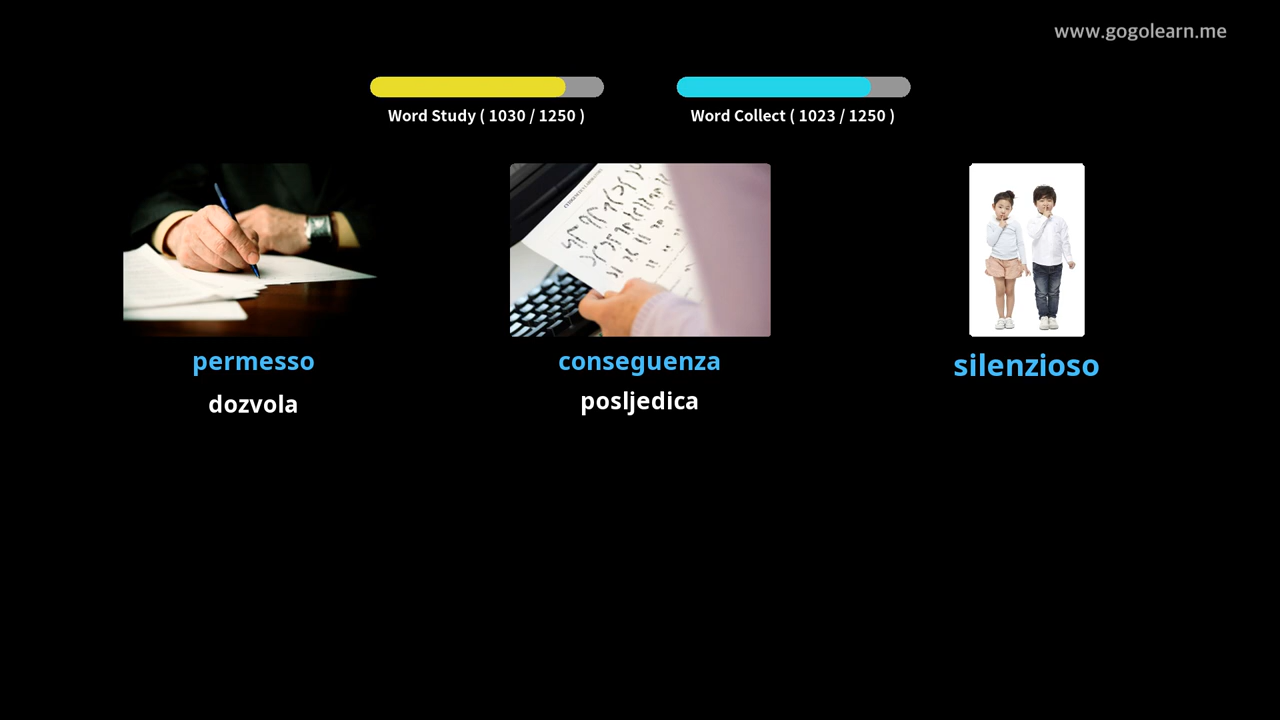 www.gogolearn.me
Word Study ( 1030 / 1250 )
Word Collect ( 1023 / 1250 )
permesso
conseguenza
silenzioso
dozvola
posljedica